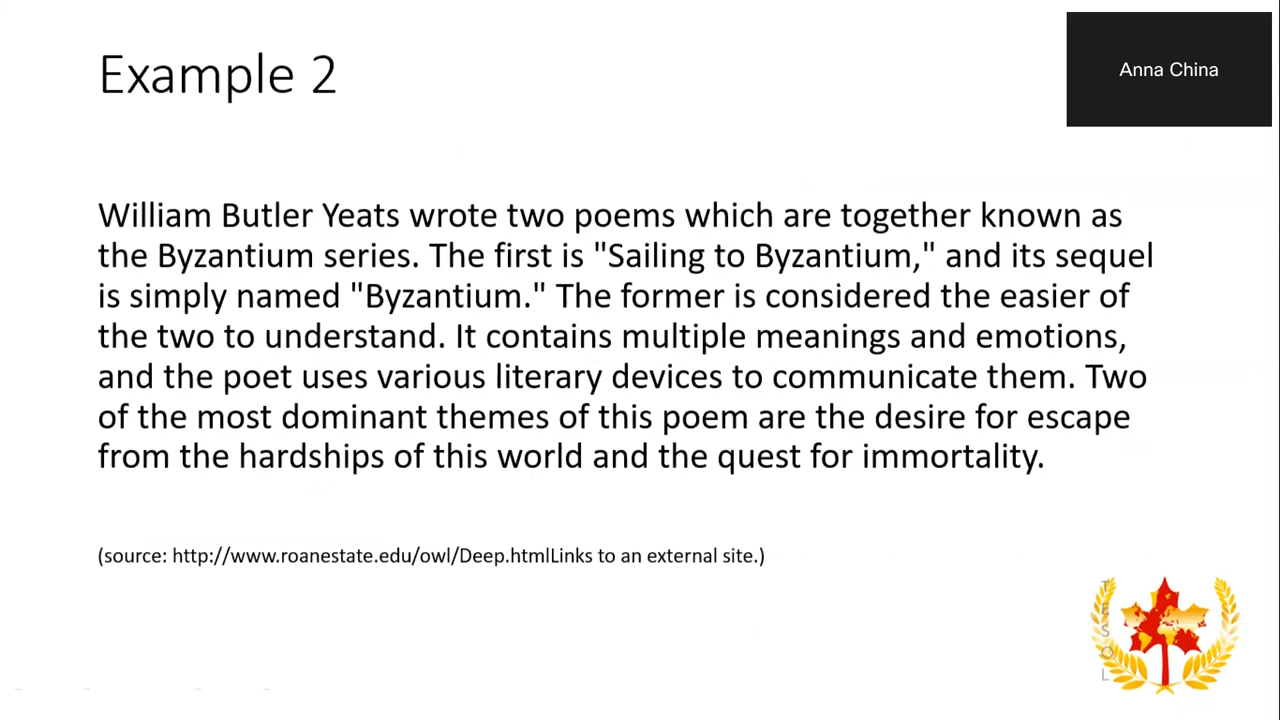 Example 2
Anna China
William Butler Yeats wrote two poems which are together known as
the Byzantium series. The first is "Sailing to Byzantium," and its sequel
is simply named "Byzantium." The former is considered the easier of
the two to understand. It contains multiple meanings and emotions,
and the poet uses various literary devices to communicate them. Two
of the most dominant themes of this poem are the desire for escape
from the hardships of this world and the quest for immortality.
(source: http://www.roanestate.edu/owl/Deep.htmlLinks to an external site.)
TESOL